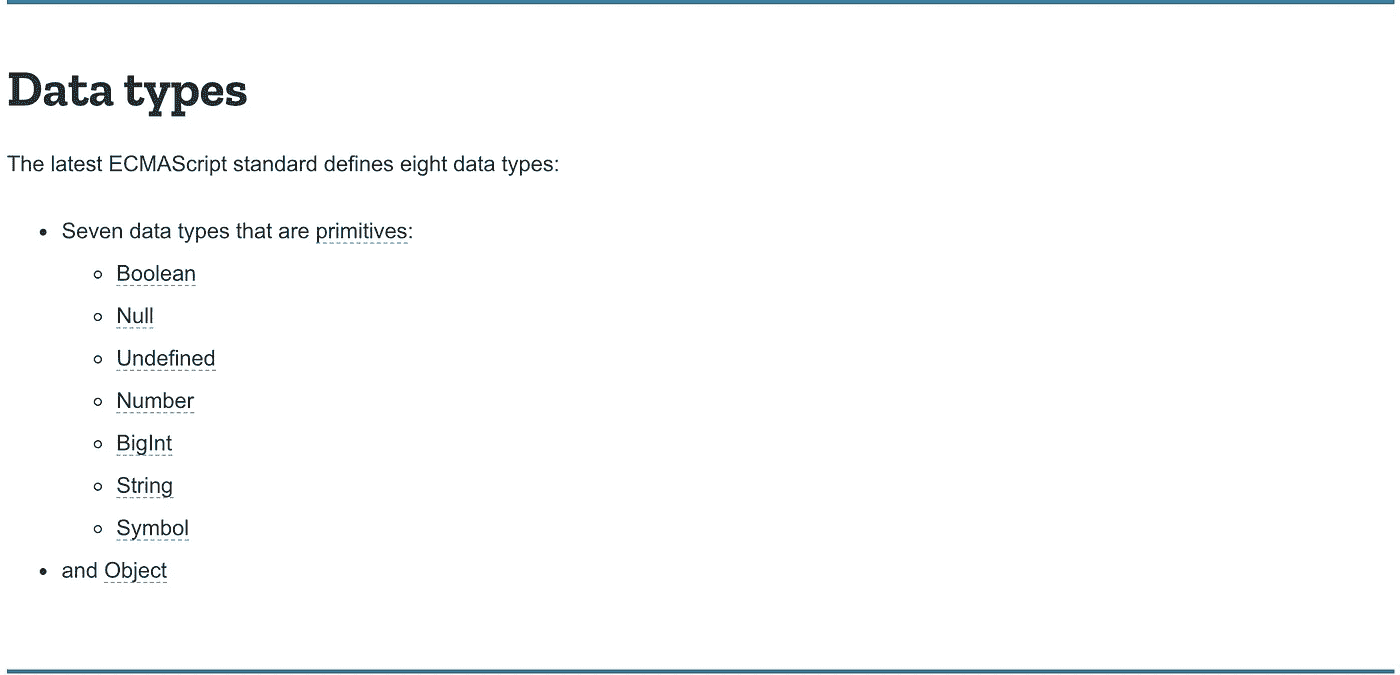 Data types
The latest ECMAScript standard defines eight data types:
Seven data types that are primitives:
Boolean
Null
Undefined
Number
BigInt
String
Symbol
and Object